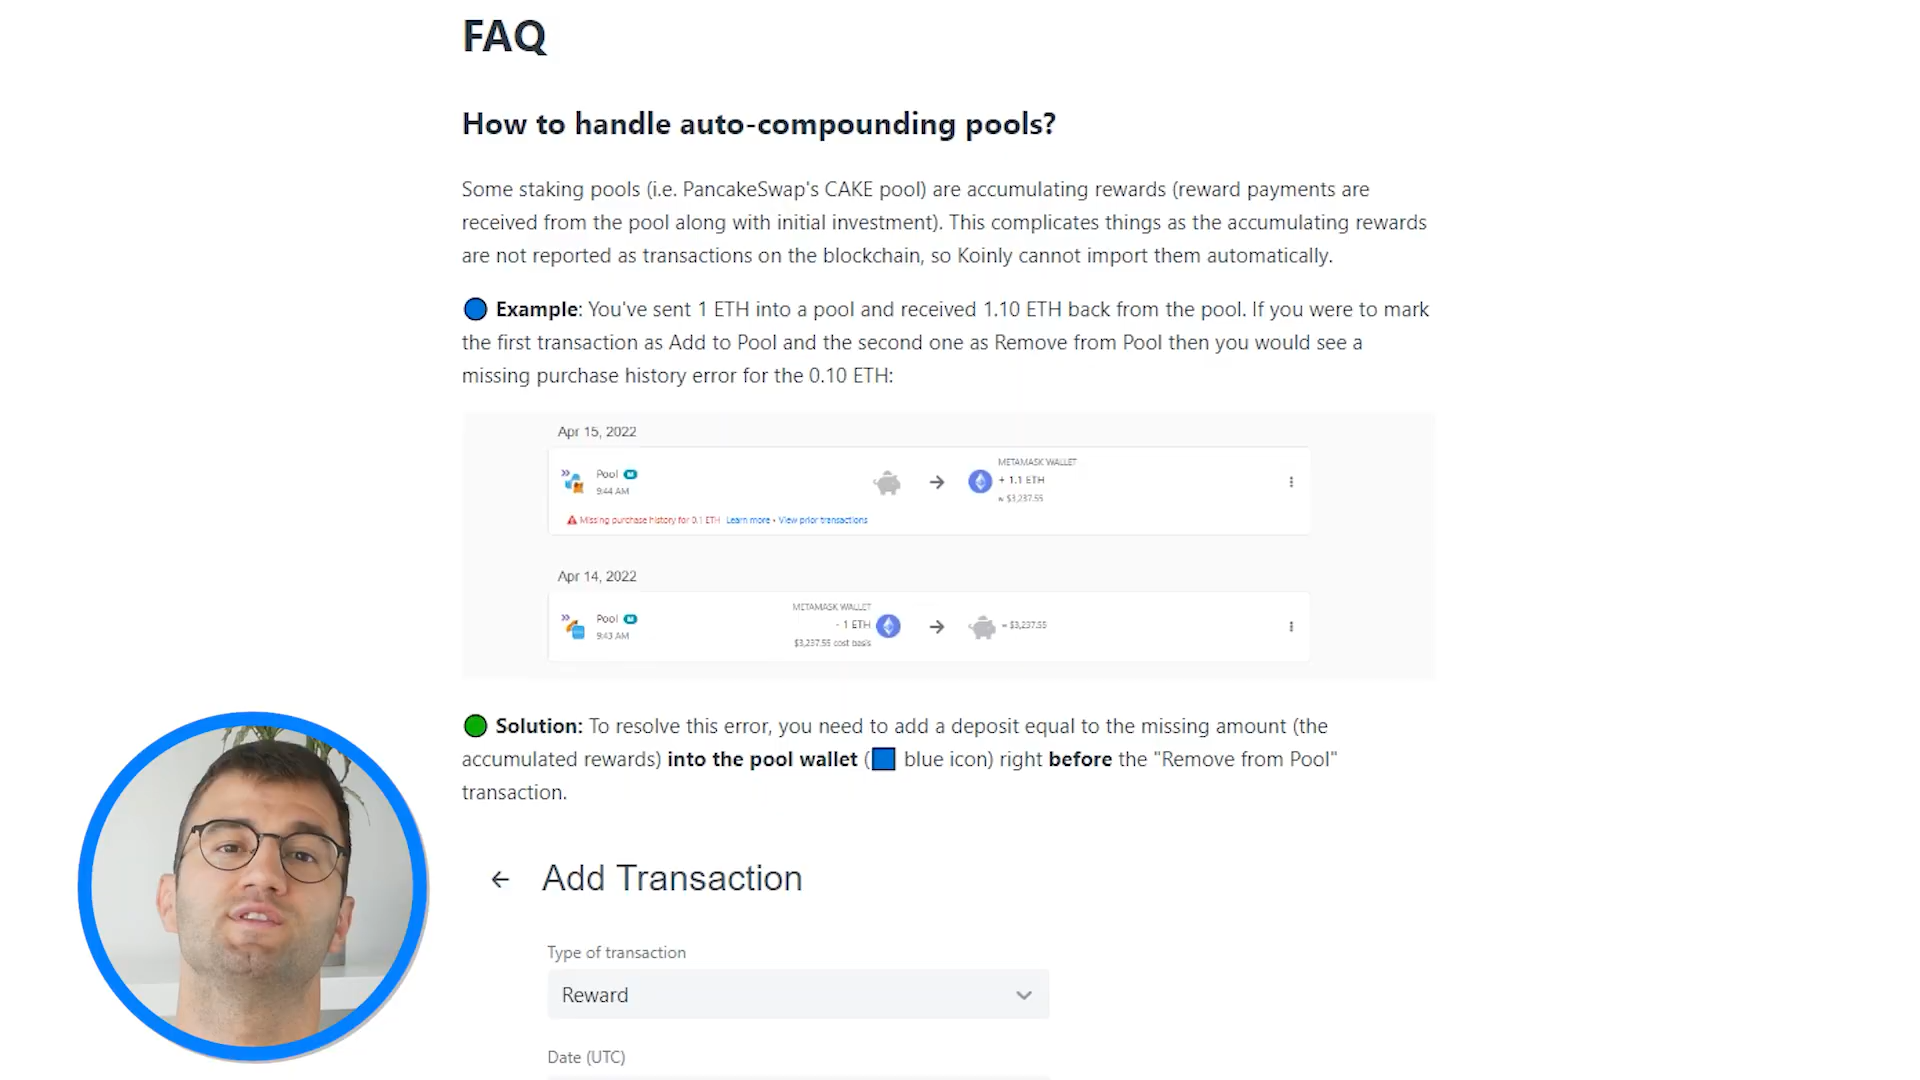 FAQ
How to handle auto-compounding pools?
Some staking pools (i.e. PancakeSwap's CAKE pool) are accumulating rewards (reward payments are
received from the pool along with initial investment). This complicates things as the accumulating rewards
are not reported as transactions on the blockchain, so Koinly cannot import them automatically.
Example: You've sent 1 ETH into a pool and received 1.10 ETH back from the pool. If you were to mark
the first transaction as Add to Pool and the second one as Remove from Pool then you would see a
missing purchase history error for the 0.10 ETH:
Apr 15, 2022
METAMASK WALLET
Pool M
+ 1.1 ETH
9:44 AM
≈ $3,237.55
Missing purchase history for 0.1 ETH Learn more • View prior transactions
Apr 14, 2022
METAMASK WALLET
Pool M
- 1 ETH
≈ $3,237.55
9:43 AM
$3,237.55 cost basis
Solution: To resolve this error, you need to add a deposit equal to the missing amount (the
accumulated rewards) into the pool wallet ( blue icon) right before the "Remove from Pool"
transaction.
Add Transaction
Type of transaction
Reward
Date (UTC)